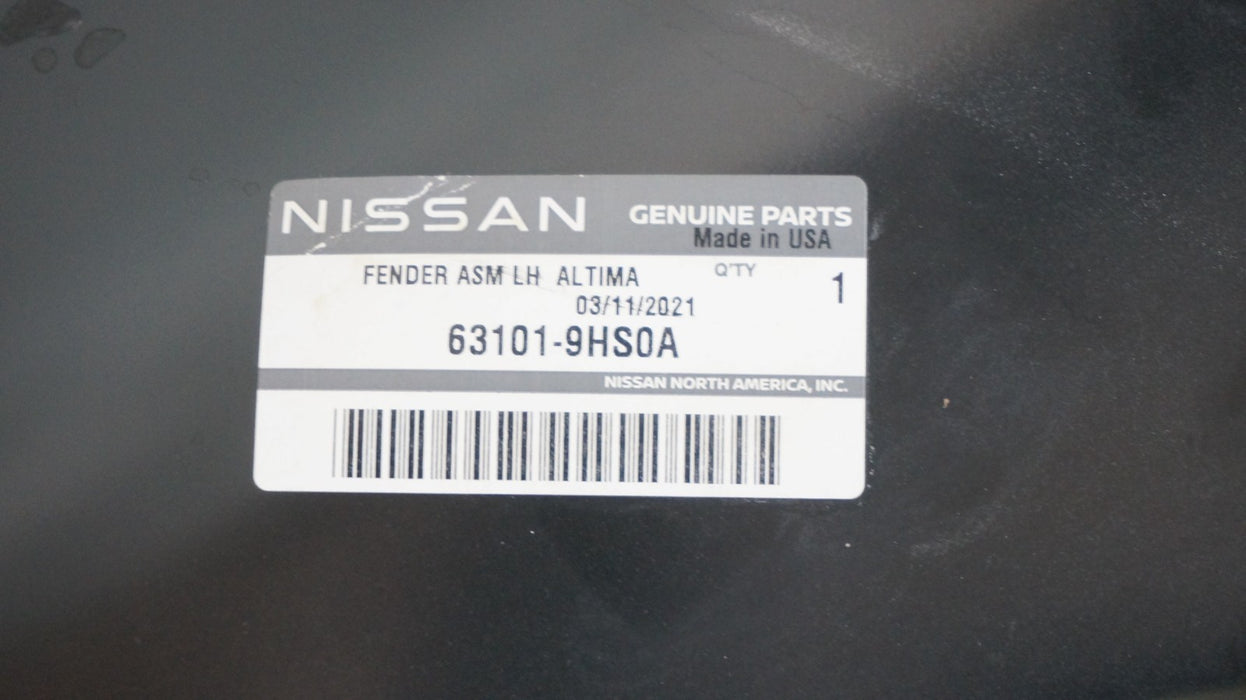 NISSAN GENUINE PARTS
Made in USA
FENDER ASM LH ALTIMA Q'TY 1
03/11/2021
63101-9HS0A
NISSAN NORTH AMERICA, INC.